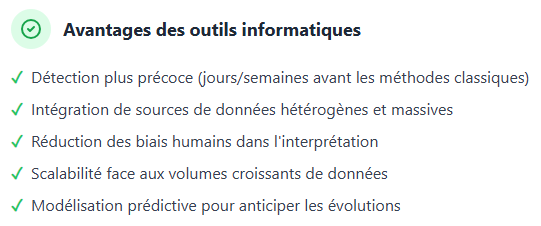 Avantages des outils informatiques
✓ Détection plus précoce (jours/semaines avant les méthodes classiques)
✓ Intégration de sources de données hétérogènes et massives
✓ Réduction des biais humains dans l'interprétation
✓ Scalabilité face aux volumes croissants de données
✓ Modélisation prédictive pour anticiper les évolutions